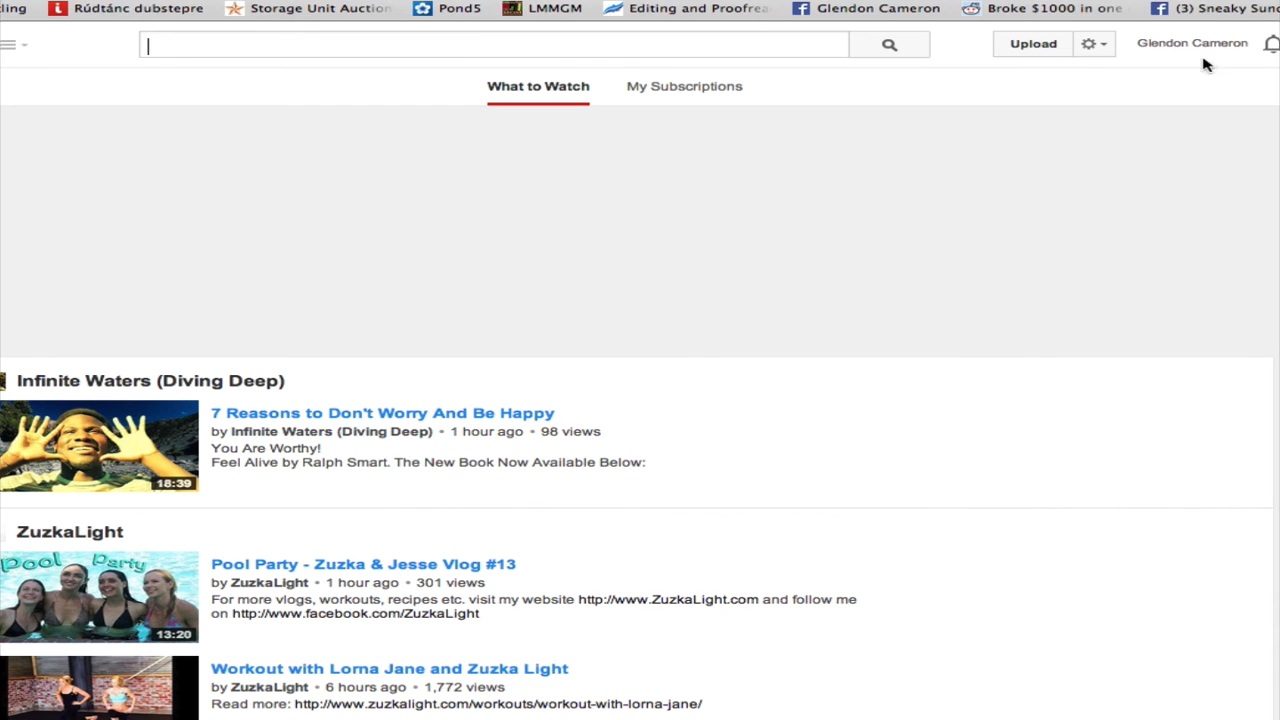 tling Rúdtánc dubstepre Storage Unit Auction Pond5 LMMGM Editing and Proofrea Glendon Cameron Broke $1000 in one (3) Sneaky Sund
Upload Glendon Cameron
What to Watch My Subscriptions
Infinite Waters (Diving Deep)
7 Reasons to Don't Worry And Be Happy
by Infinite Waters (Diving Deep) • 1 hour ago • 98 views
You Are Worthy!
Feel Alive by Ralph Smart. The New Book Now Available Below:
18:39
ZuzkaLight
Pool Party
Pool Party - Zuzka & Jesse Vlog #13
by ZuzkaLight • 1 hour ago • 301 views
For more vlogs, workouts, recipes etc. visit my website http://www.ZuzkaLight.com and follow me
on http://www.facebook.com/ZuzkaLight
13:20
Workout with Lorna Jane and Zuzka Light
by ZuzkaLight • 6 hours ago • 1,772 views
Read more: http://www.zuzkalight.com/workouts/workout-with-lorna-jane/